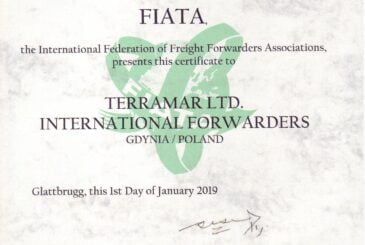 FIATA,
the International Federation of Freight Forwarders Associations,
presents this certificate to
FIATA
TERRAMAR LTD.
INTERNATIONAL FORWARDERS
GDYNIA / POLAND
Glattbrugg, this 1st Day of January 2019